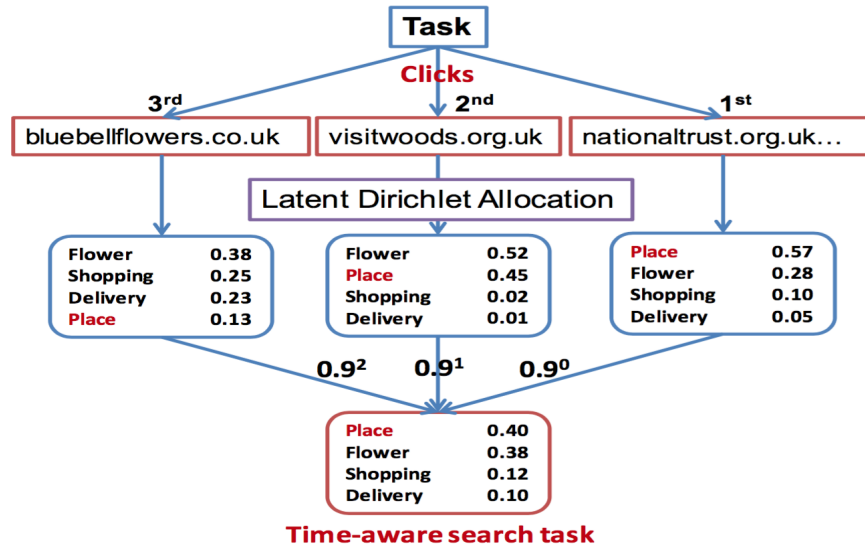 Task
Clicks
3rd 2nd 1st
bluebellflowers.co.uk visitwoods.org.uk nationaltrust.org.uk...
Latent Dirichlet Allocation
Flower 0.38
Shopping 0.25
Delivery 0.23
Place 0.13
Flower 0.52
Place 0.45
Shopping 0.02
Delivery 0.01
Place 0.57
Flower 0.28
Shopping 0.10
Delivery 0.05
0.9² 0.9¹ 0.9⁰
Place 0.40
Flower 0.38
Shopping 0.12
Delivery 0.10
Time-aware search task